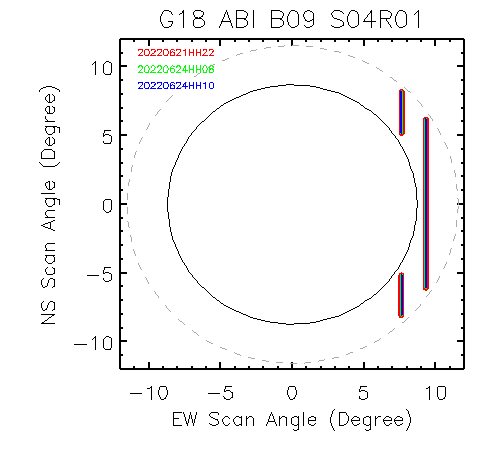 G18 ABI B09 S04R01
20220621HH22
20220624HH06
20220624HH10
10
5
0
−5
−10
NS Scan Angle (Degree)
−10 −5 0 5 10
EW Scan Angle (Degree)